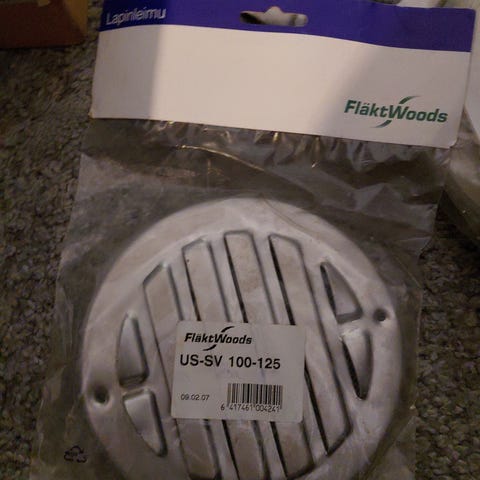 Lapinleimu
FläktWoods
FläktWoods
US-SV 100-125
09.02.07
6 417461 004241